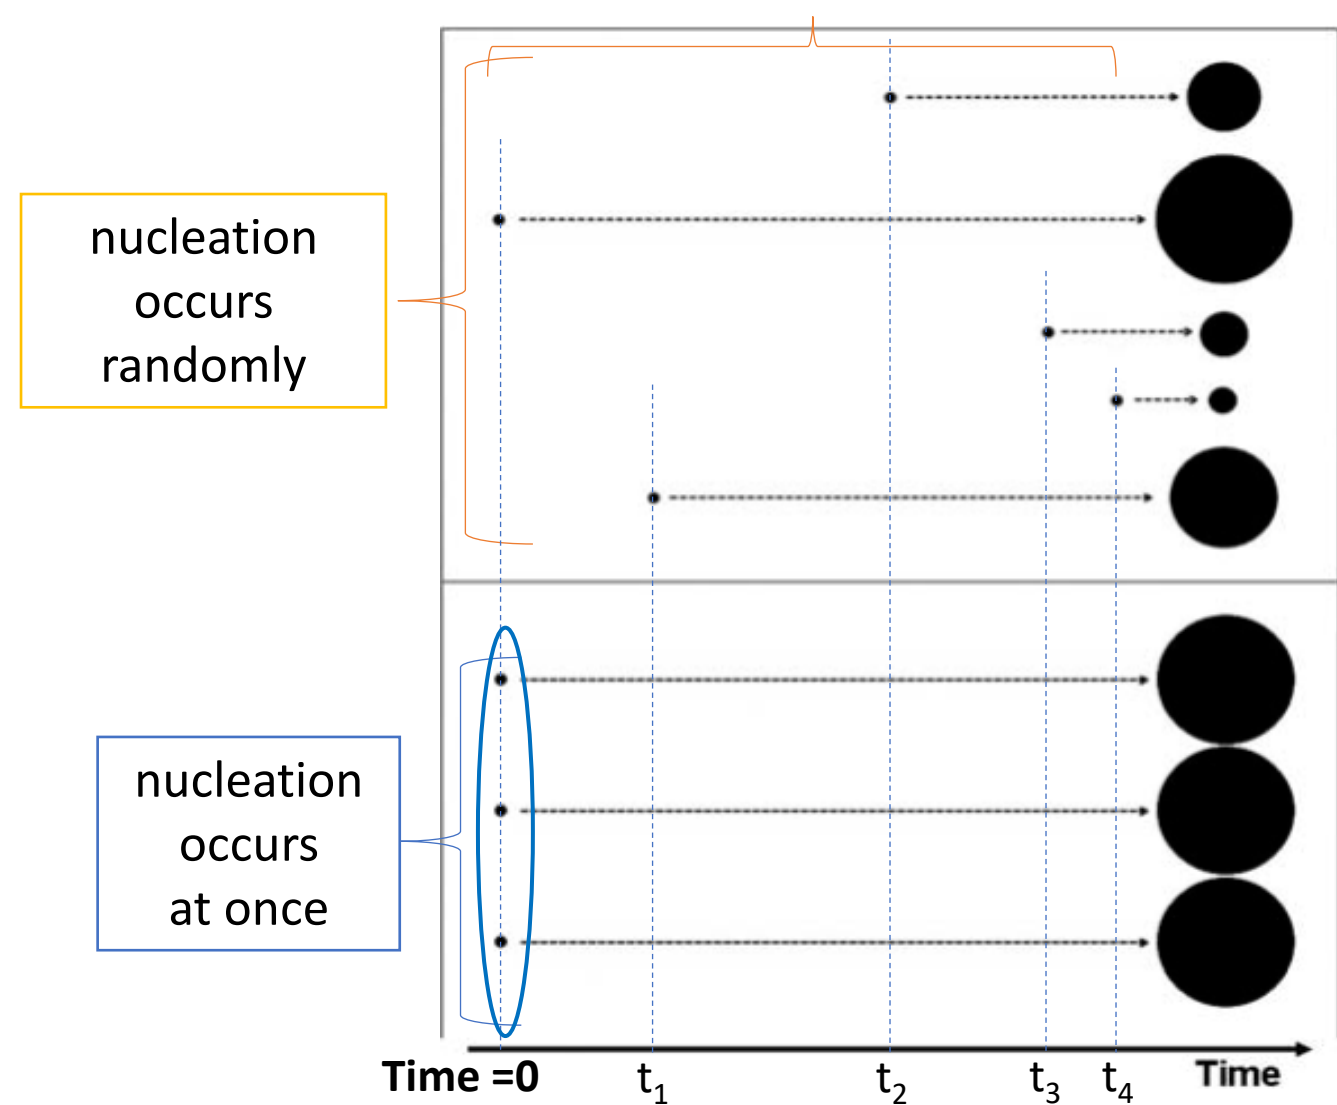 nucleation
occurs
randomly
nucleation
occurs
at once
Time =0
t₁
t₂
t₃
t₄
Time